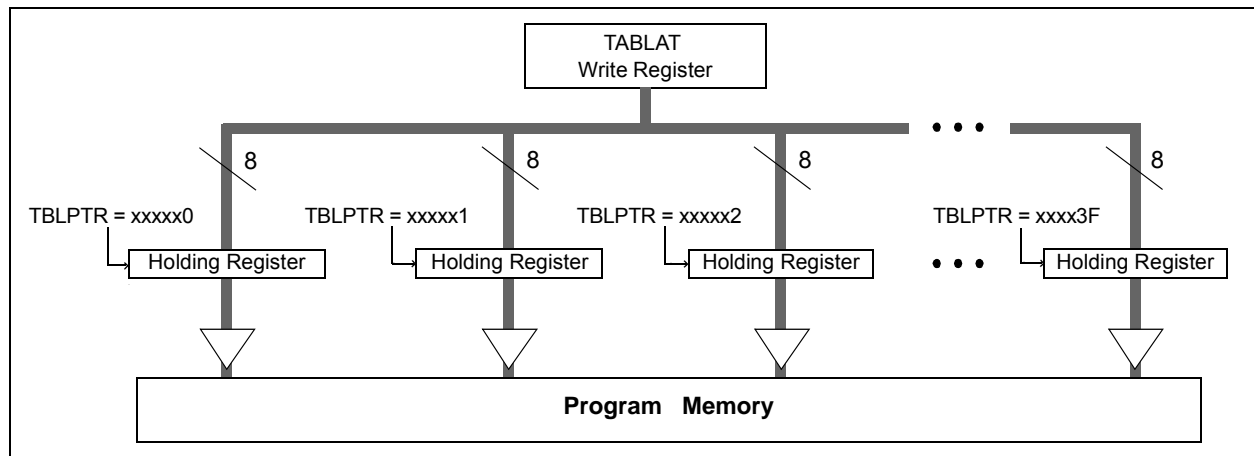 TABLAT
Write Register
8
8
8
8
TBLPTR = xxxxx0
TBLPTR = xxxxx1
TBLPTR = xxxxx2
TBLPTR = xxxx3F
Holding Register
Holding Register
Holding Register
Holding Register
Program Memory